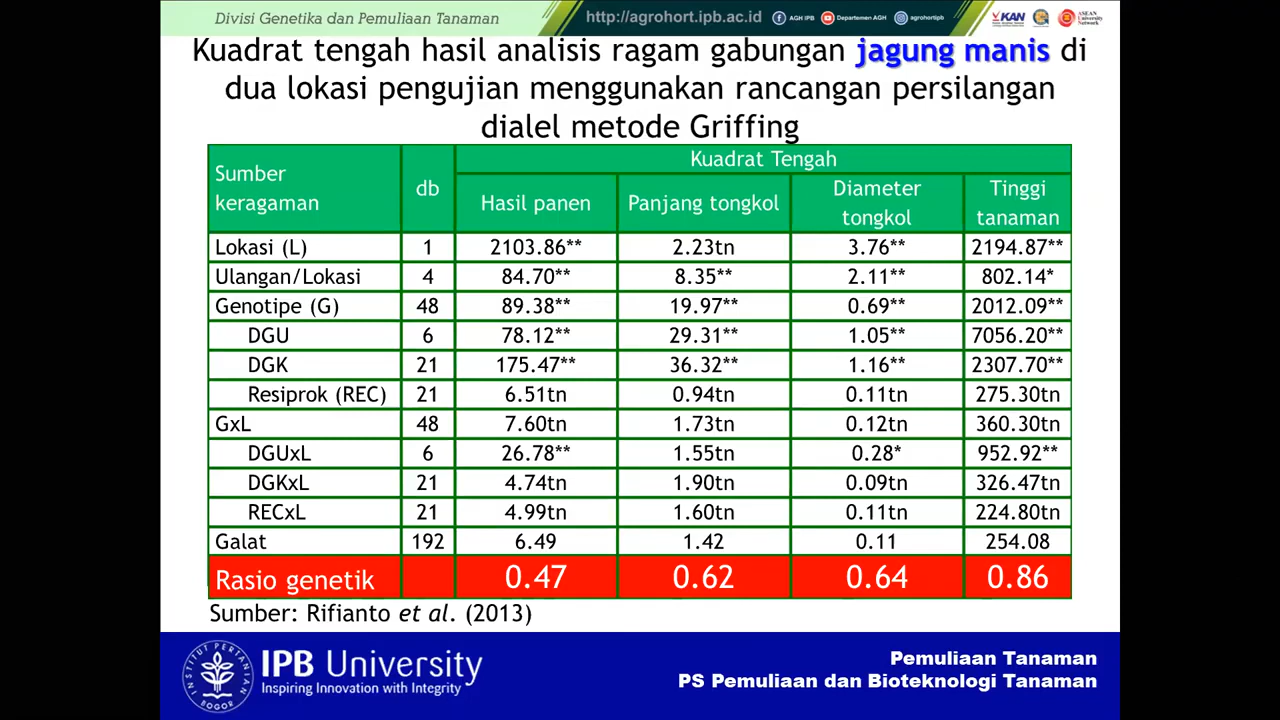 Divisi Genetika dan Pemuliaan Tanaman
http://agrohort.ipb.ac.id
AGH IPB
Departemen AGH
agrohortipb
KAN
ASEAN
University
Network
Kuadrat tengah hasil analisis ragam gabungan jagung manis di
dua lokasi pengujian menggunakan rancangan persilangan
dialel metode Griffing
Sumber keragaman db Kuadrat Tengah
Hasil panen Panjang tongkol Diameter tongkol Tinggi tanaman
Lokasi (L) 1 2103.86** 2.23tn 3.76** 2194.87**
Ulangan/Lokasi 4 84.70** 8.35** 2.11** 802.14*
Genotipe (G) 48 89.38** 19.97** 0.69** 2012.09**
DGU 6 78.12** 29.31** 1.05** 7056.20**
DGK 21 175.47** 36.32** 1.16** 2307.70**
Resiprok (REC) 21 6.51tn 0.94tn 0.11tn 275.30tn
GxL 48 7.60tn 1.73tn 0.12tn 360.30tn
DGUxL 6 26.78** 1.55tn 0.28* 952.92**
DGKxL 21 4.74tn 1.90tn 0.09tn 326.47tn
RECxL 21 4.99tn 1.60tn 0.11tn 224.80tn
Galat 192 6.49 1.42 0.11 254.08
Rasio genetik 0.47 0.62 0.64 0.86
Sumber: Rifianto et al. (2013)
INSTITUT PERTANIAN
BOGOR
IPB University
Inspiring Innovation with Integrity
Pemuliaan Tanaman
PS Pemuliaan dan Bioteknologi Tanaman